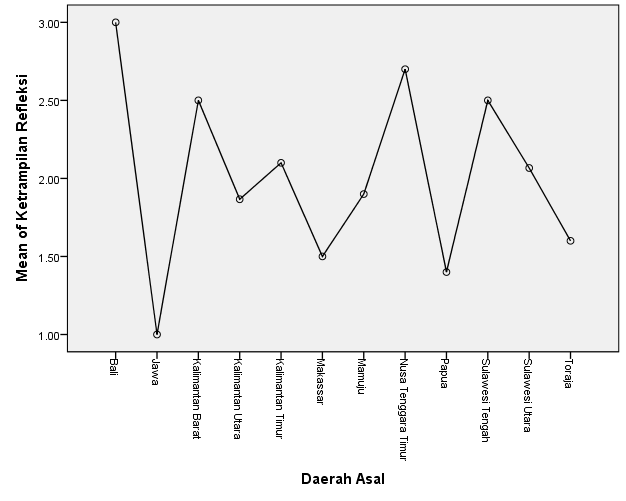 Mean of Ketrampilan Refleksi
3.00
2.50
2.00
1.50
1.00
Bali
Jawa
Kalimantan Barat
Kalimantan Utara
Kalimantan Timur
Makassar
Mamuju
Nusa Tenggara Timur
Papua
Sulawesi Tengah
Sulawesi Utara
Toraja
Daerah Asal